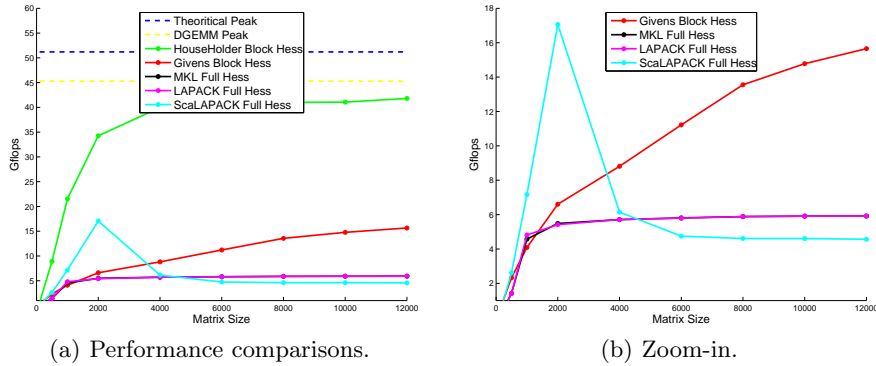 60
55
50
45
40
35
30
25
20
15
10
5
Gflops
0 2000 4000 6000 8000 10000 12000
Matrix Size
Theoritical Peak
DGEMM Peak
HouseHolder Block Hess
Givens Block Hess
MKL Full Hess
LAPACK Full Hess
ScaLAPACK Full Hess
(a) Performance comparisons.
18
16
14
12
10
8
6
4
2
Gflops
0 2000 4000 6000 8000 10000 12000
Matrix Size
Givens Block Hess
MKL Full Hess
LAPACK Full Hess
ScaLAPACK Full Hess
(b) Zoom-in.